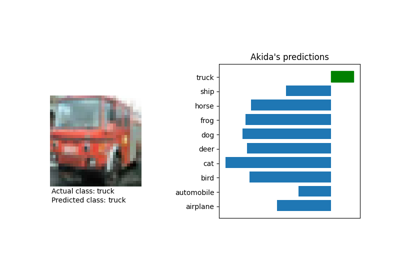 Akida's predictions
truck
ship
horse
frog
dog
deer
cat
bird
automobile
airplane
Actual class: truck
Predicted class: truck